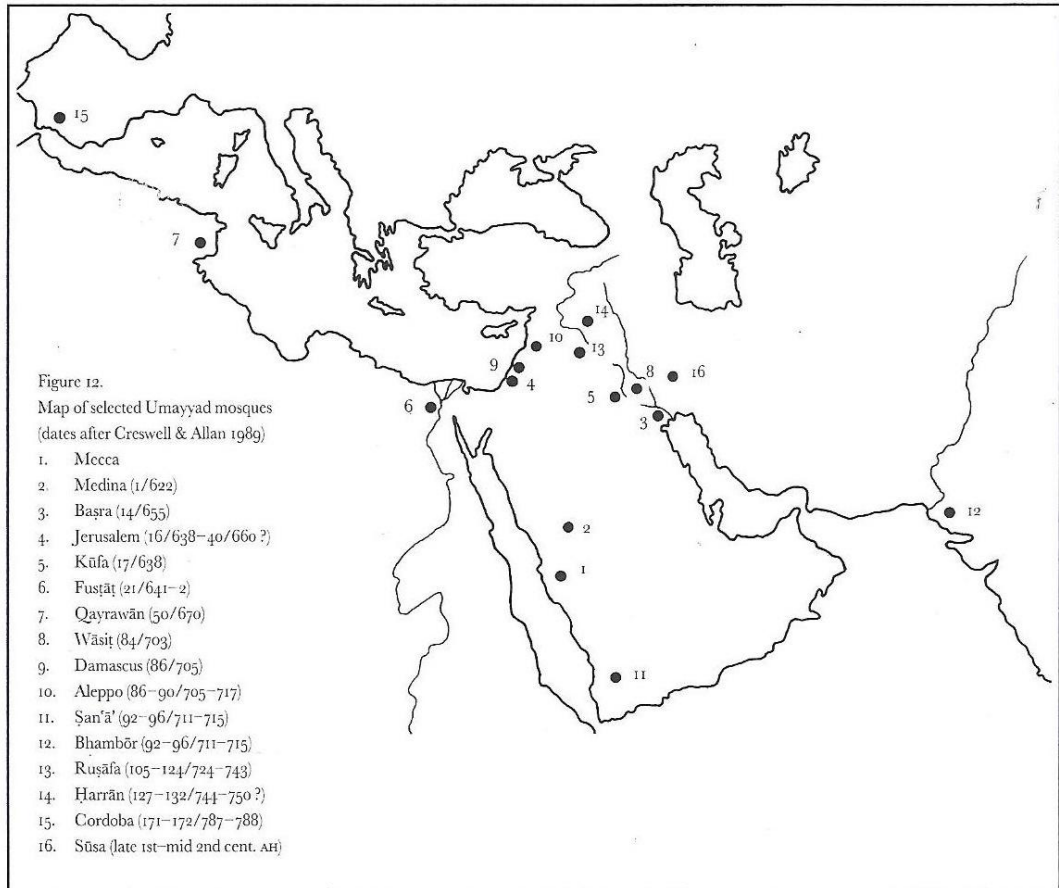 15
7
14
10
13
9
8
16
4
5
6
3
12
2
1
11
Figure 12.
Map of selected Umayyad mosques
(dates after Creswell & Allan 1989)
1. Mecca
2. Medina (1/622)
3. Baṣra (14/655)
4. Jerusalem (16/638–40/660 ?)
5. Kūfa (17/638)
6. Fusṭāṭ (21/641–2)
7. Qayrawān (50/670)
8. Wāsiṭ (84/703)
9. Damascus (86/705)
10. Aleppo (86–90/705–717)
11. Ṣan'ā' (92–96/711–715)
12. Bhambōr (92–96/711–715)
13. Ruṣāfa (105–124/724–743)
14. Ḥarrān (127–132/744–750 ?)
15. Cordoba (171–172/787–788)
16. Sūsa (late 1st–mid 2nd cent. AH)